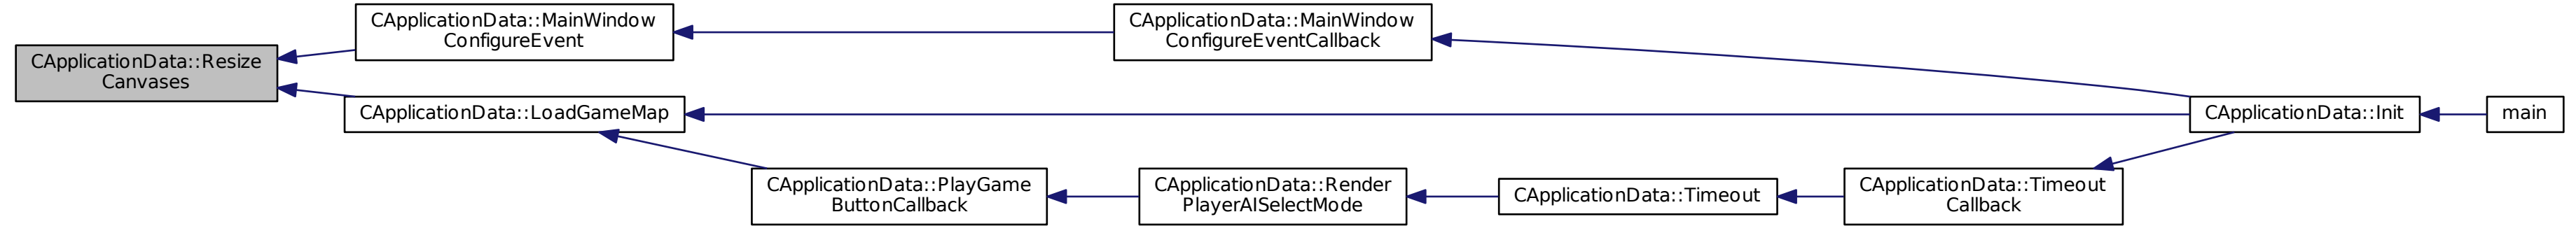 CApplicationData::MainWindow
ConfigureEvent
CApplicationData::MainWindow
ConfigureEventCallback
CApplicationData::Resize
Canvases
CApplicationData::LoadGameMap
CApplicationData::Init
main
CApplicationData::PlayGame
ButtonCallback
CApplicationData::Render
PlayerAISelectMode
CApplicationData::Timeout
CApplicationData::Timeout
Callback